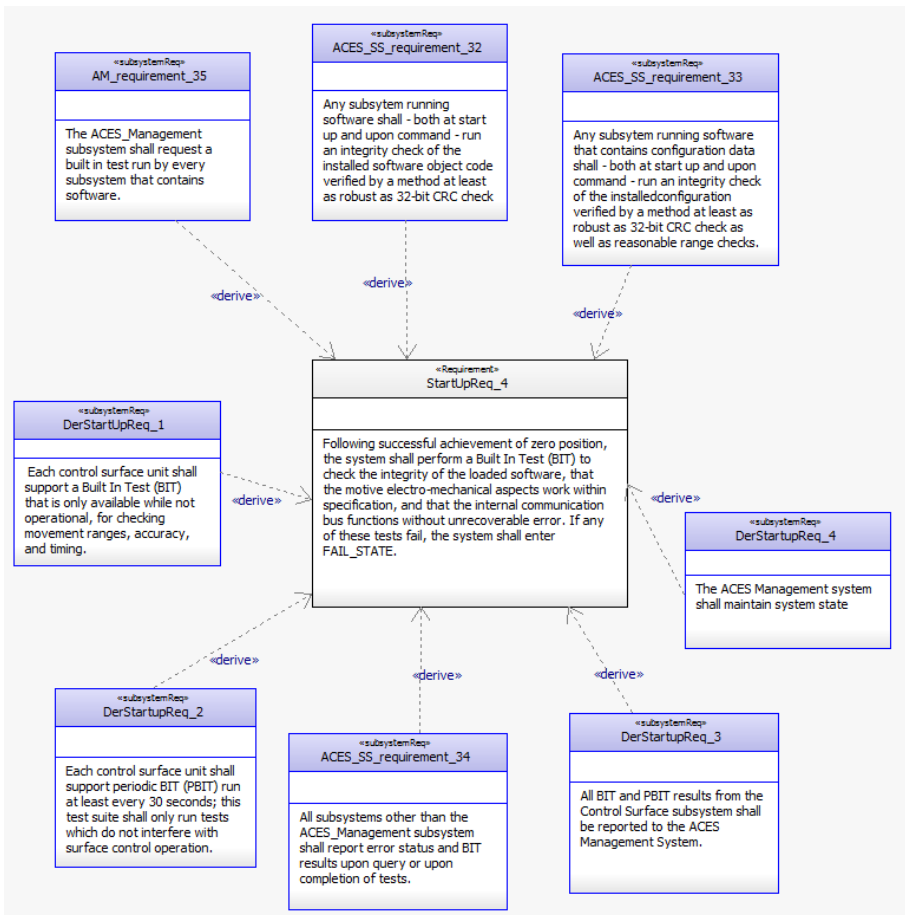 «subsystemReq»
AM_requirement_35
The ACES_Management
subsystem shall request a
built in test run by every
subsystem that contains
software.
«subsystemReq»
ACES_SS_requirement_32
Any subsytem running
software shall - both at start
up and upon command - run
an integrity check of the
installed software object code
verified by a method at least
as robust as 32-bit CRC check
«subsystemReq»
ACES_SS_requirement_33
Any subsytem running software
that contains configuration data
shall - both at start up and upon
command - run an integrity check
of the installedconfiguration
verified by a method at least as
robust as 32-bit CRC check as
well as reasonable range checks.
«derive»
«derive»
«derive»
«Requirement»
StartUpReq_4
Following successful achievement of zero position,
the system shall perform a Built In Test (BIT) to
check the integrity of the loaded software, that
the motive electro-mechanical aspects work within
specification, and that the internal communication
bus functions without unrecoverable error. If any
of these tests fail, the system shall enter
FAIL_STATE.
«subsystemReq»
DerStartUpReq_1
Each control surface unit shall
support a Built In Test (BIT)
that is only available while not
operational, for checking
movement ranges, accuracy,
and timing.
«derive»
«derive»
«subsystemReq»
DerStartupReq_4
The ACES Management system
shall maintain system state
«derive»
«derive»
«derive»
«subsystemReq»
DerStartupReq_2
Each control surface unit shall
support periodic BIT (PBIT) run
at least every 30 seconds; this
test suite shall only run tests
which do not interfere with
surface control operation.
«subsystemReq»
ACES_SS_requirement_34
All subsystems other than the
ACES_Management subsystem
shall report error status and BIT
results upon query or upon
completion of tests.
«subsystemReq»
DerStartupReq_3
All BIT and PBIT results from the
Control Surface subsystem shall
be reported to the ACES
Management System.